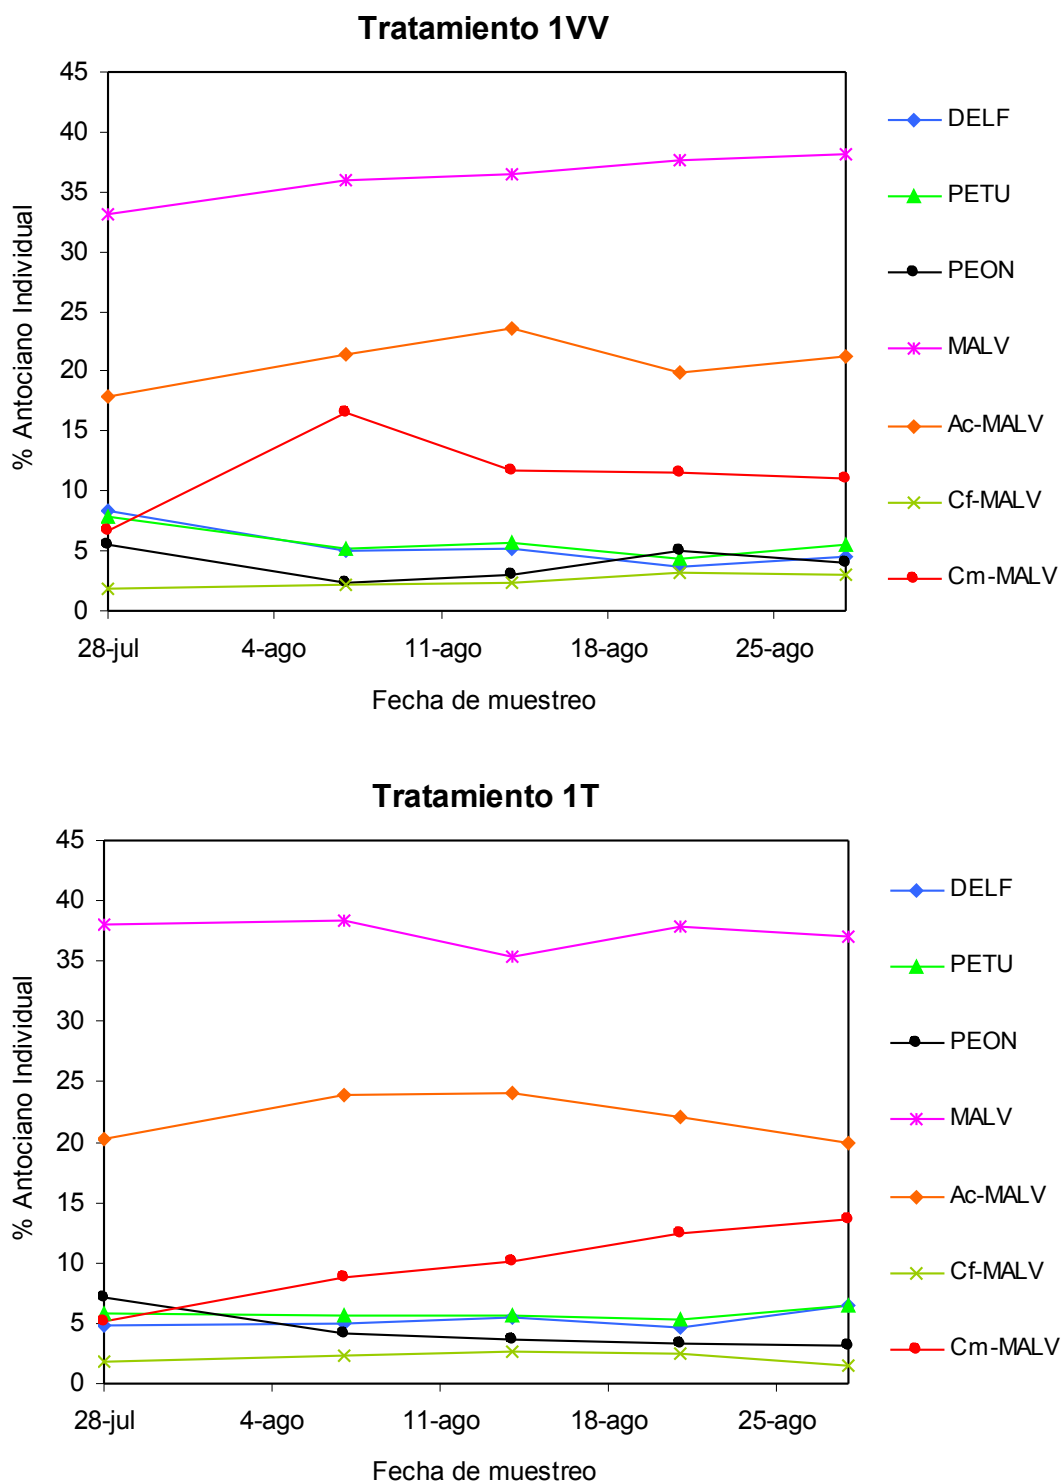 Tratamiento 1VV
% Antociano Individual
45
40
35
30
25
20
15
10
5
0
28-jul 4-ago 11-ago 18-ago 25-ago
Fecha de muestreo
DELF
PETU
PEON
MALV
Ac-MALV
Cf-MALV
Cm-MALV
Tratamiento 1T
% Antociano Individual
45
40
35
30
25
20
15
10
5
0
28-jul 4-ago 11-ago 18-ago 25-ago
Fecha de muestreo
DELF
PETU
PEON
MALV
Ac-MALV
Cf-MALV
Cm-MALV